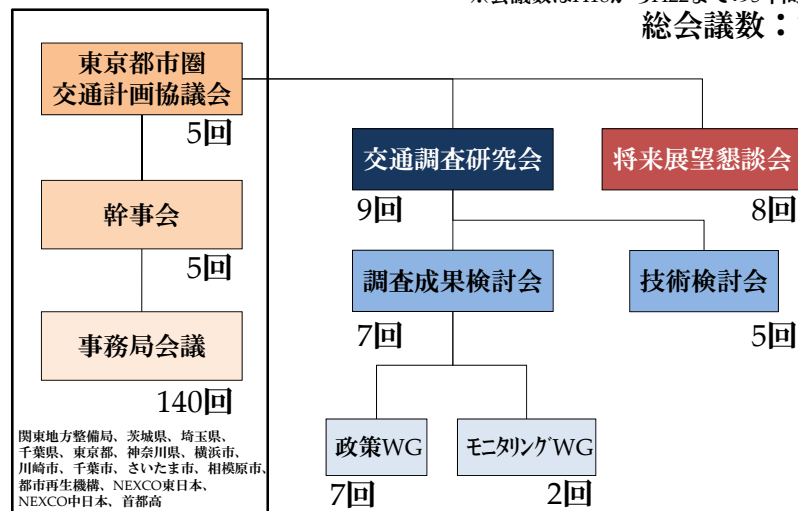 総会議数：
東京都市圏
交通計画協議会
5回
交通調査研究会
将来展望懇談会
9回
8回
幹事会
5回
調査成果検討会
技術検討会
7回
5回
事務局会議
140回
政策WG
ﾓﾆﾀﾘﾝｸﾞWG
7回
2回
関東地方整備局、茨城県、埼玉県、
千葉県、東京都、神奈川県、横浜市、
川崎市、千葉市、さいたま市、相模原市、
都市再生機構、NEXCO東日本、
NEXCO中日本、首都高